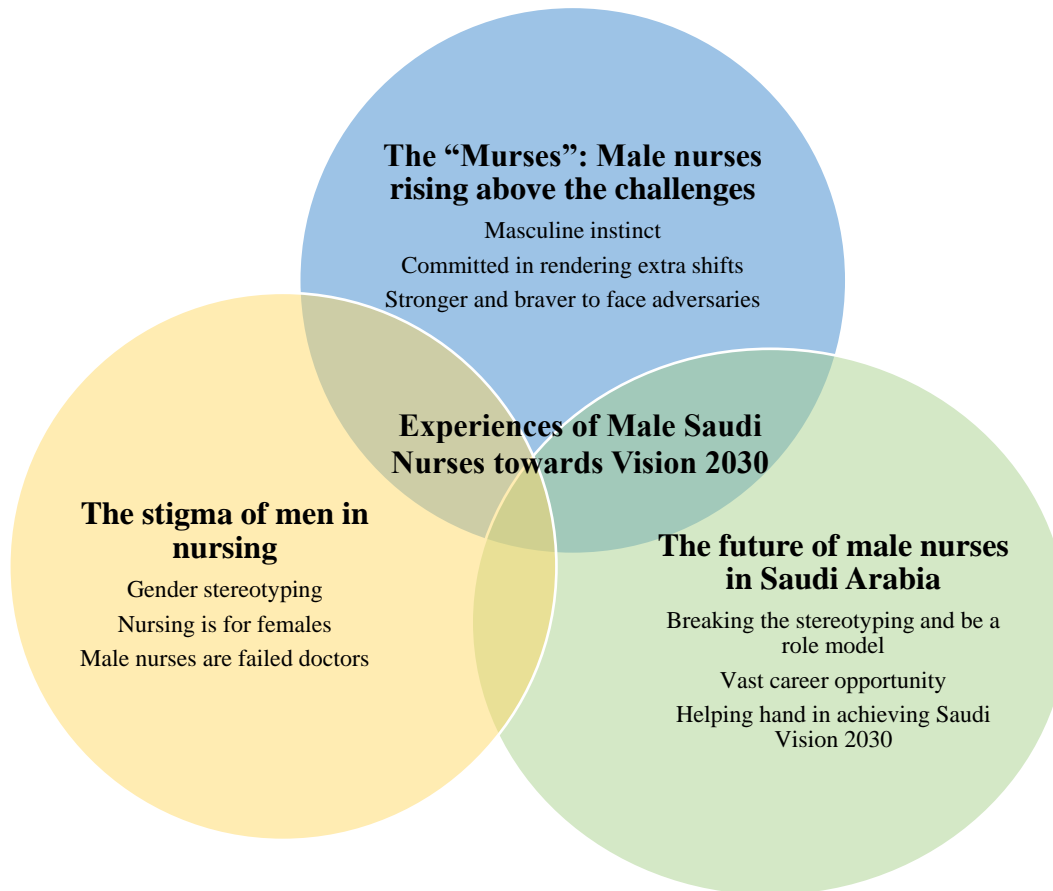 The “Murses”: Male nurses
rising above the challenges
Masculine instinct
Committed in rendering extra shifts
Stronger and braver to face adversaries
Experiences of Male Saudi
Nurses towards Vision 2030
The stigma of men in
nursing
Gender stereotyping
Nursing is for females
Male nurses are failed doctors
The future of male nurses
in Saudi Arabia
Breaking the stereotyping and be a
role model
Vast career opportunity
Helping hand in achieving Saudi
Vision 2030